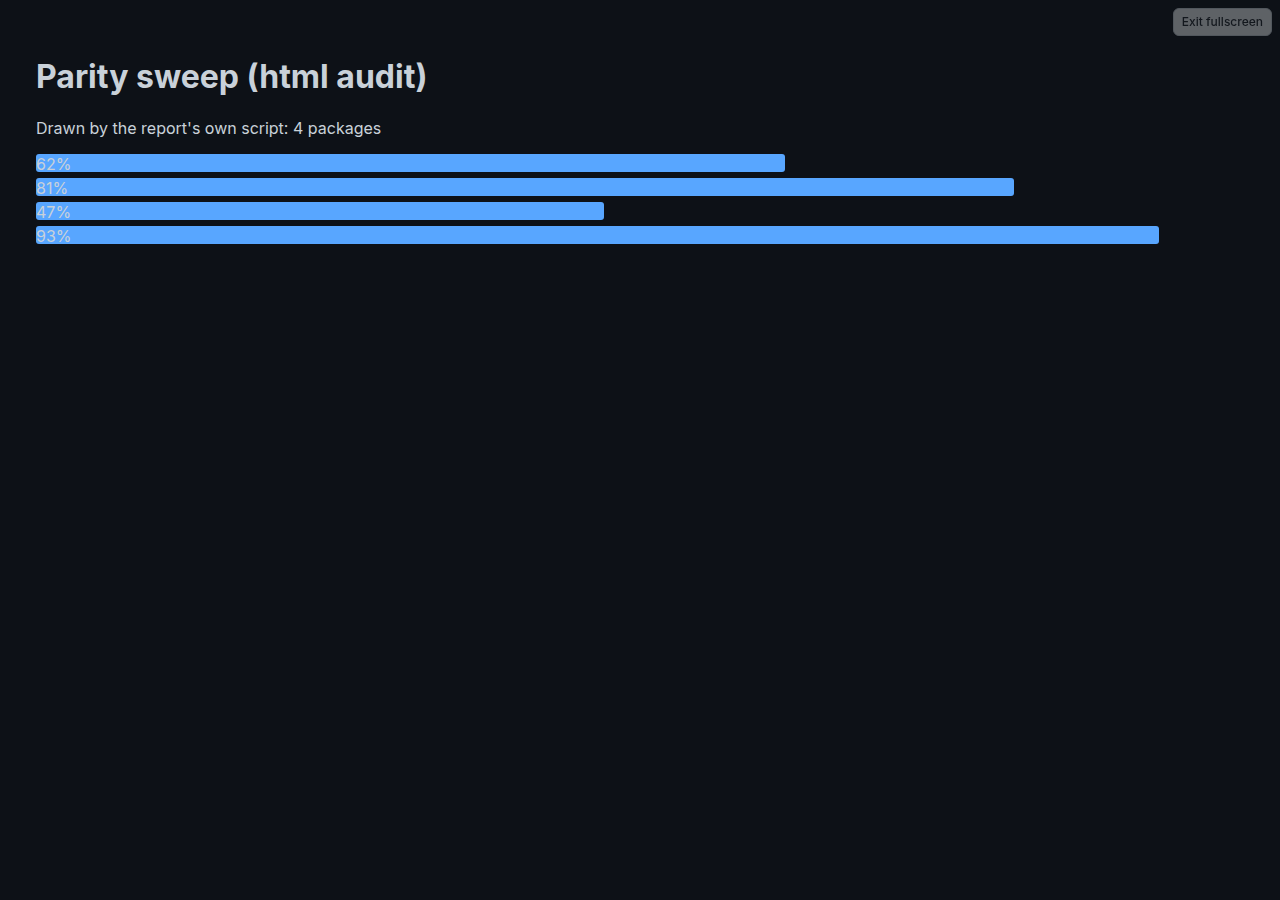 Exit fullscreen
Parity sweep (html audit)
Drawn by the report's own script: 4 packages
62%
81%
47%
93%